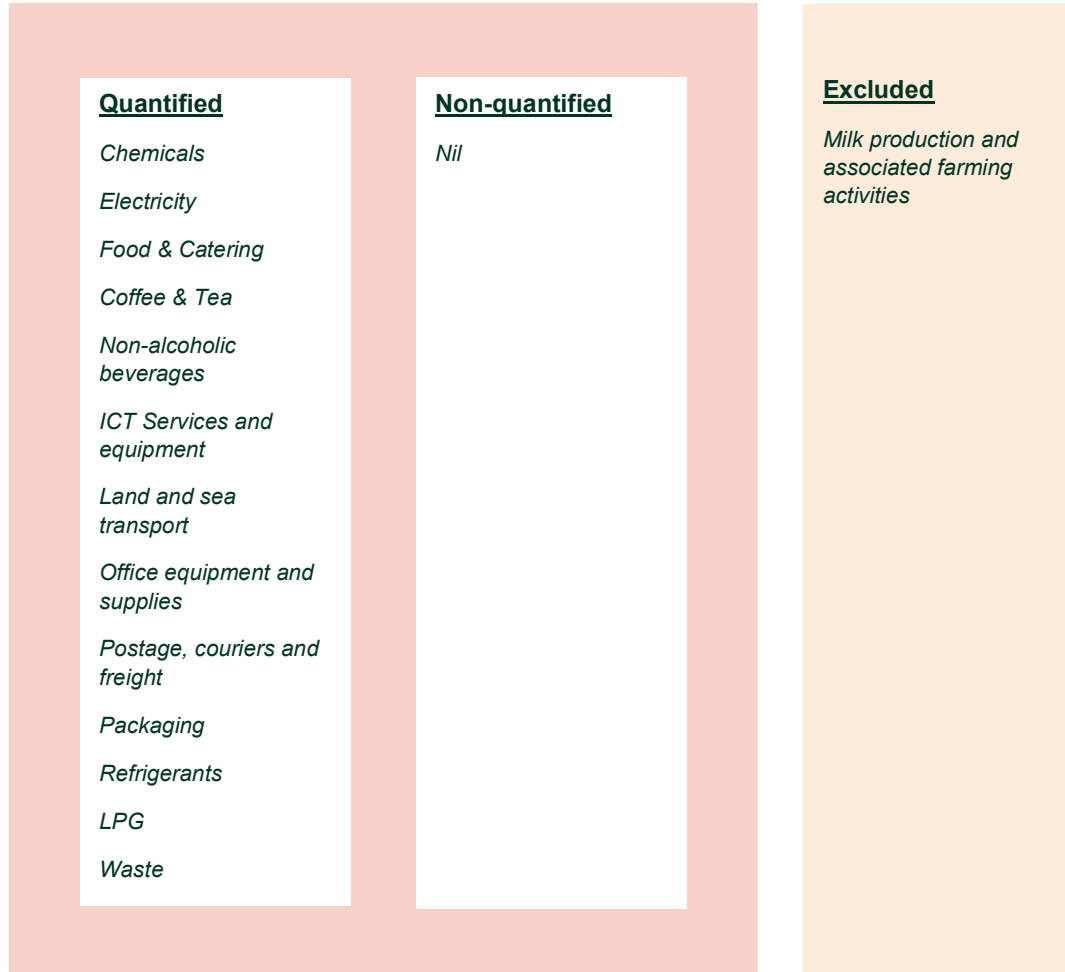 Quantified
Chemicals
Electricity
Food & Catering
Coffee & Tea
Non-alcoholic
beverages
ICT Services and
equipment
Land and sea
transport
Office equipment and
supplies
Postage, couriers and
freight
Packaging
Refrigerants
LPG
Waste
Non-quantified
Nil
Excluded
Milk production and
associated farming
activities